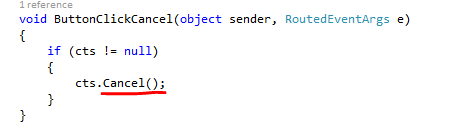 1 reference
void ButtonClickCancel(object sender, RoutedEventArgs e)
{
    if (cts != null)
    {
        cts.Cancel();
    }
}